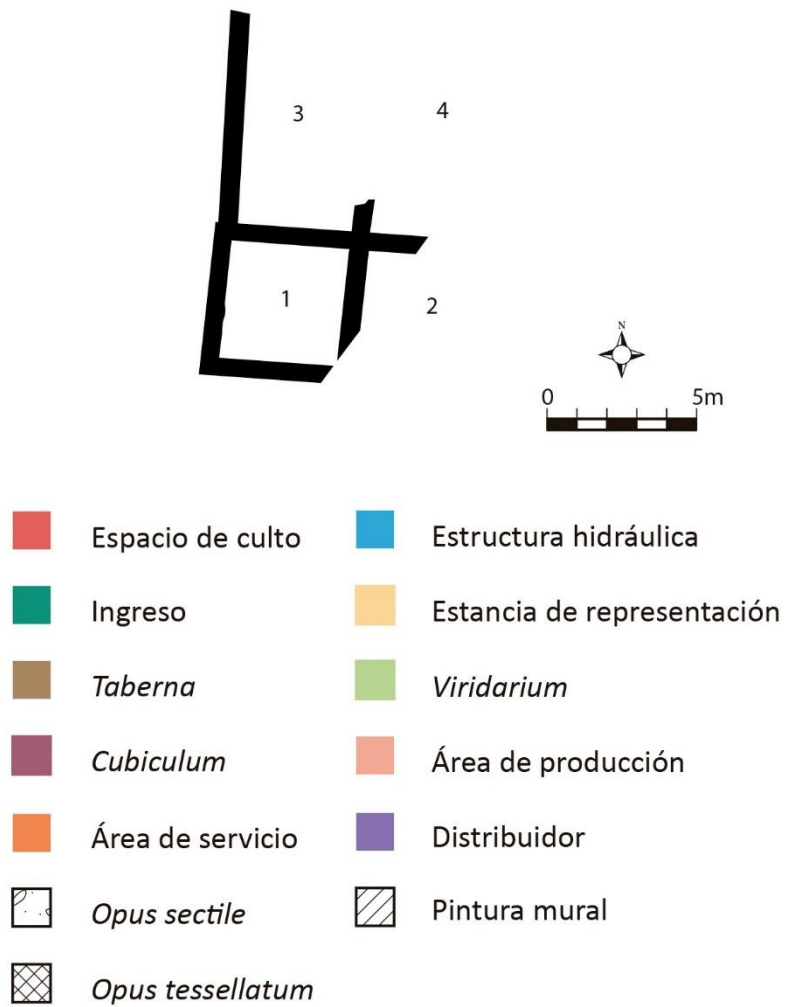 3
4
1
2
N
0
5m
Espacio de culto
Estructura hidráulica
Ingreso
Estancia de representación
Taberna
Viridarium
Cubiculum
Área de producción
Área de servicio
Distribuidor
Opus sectile
Pintura mural
Opus tessellatum